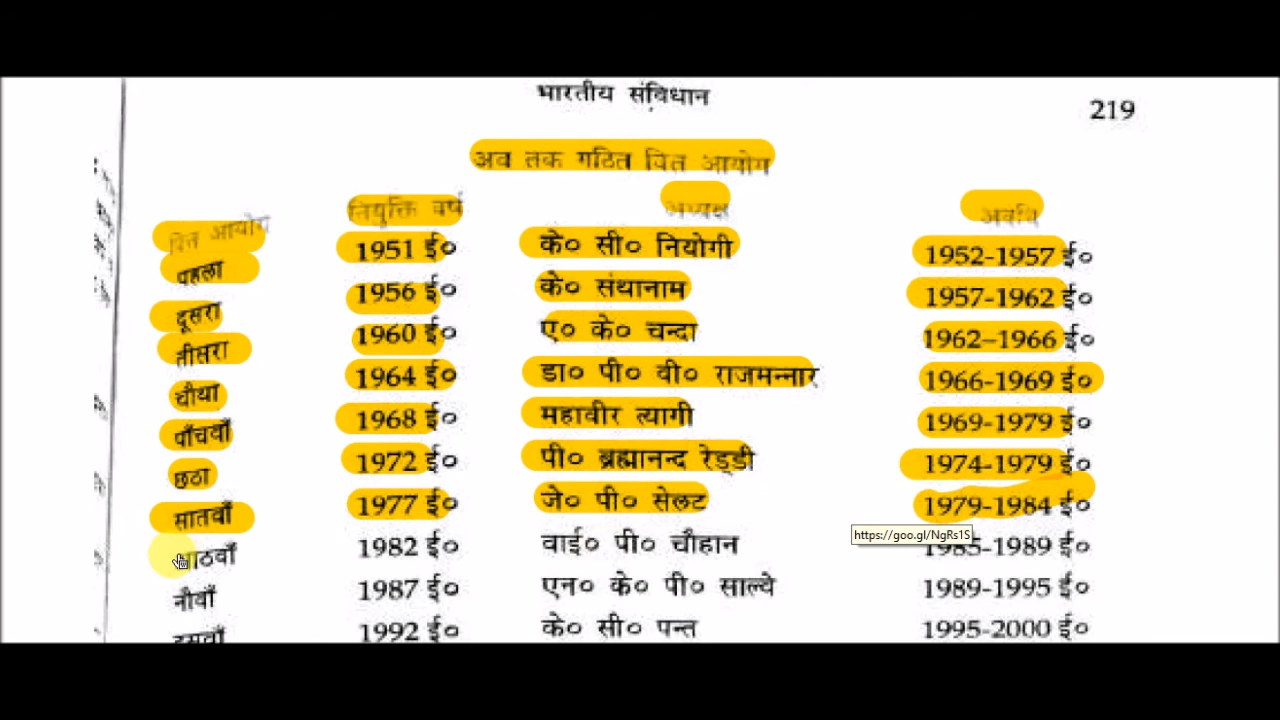 भारतीय संविधान
219
अब तक गठित वित्त आयोग
वित्त आयोग नियुक्ति वर्ष अध्यक्ष अवधि
पहला 1951 ई० के० सी० नियोगी 1952-1957 ई०
दूसरा 1956 ई० के० संथानाम 1957-1962 ई०
तीसरा 1960 ई० ए० के० चन्दा 1962–1966 ई०
चौथा 1964 ई० डा० पी० वी० राजमन्नार 1966-1969 ई०
पाँचवाँ 1968 ई० महावीर त्यागी 1969-1979 ई०
छठा 1972 ई० पी० ब्रह्मानन्द रेड्डी 1974-1979 ई०
सातवाँ 1977 ई० जे० पी० सेलट 1979-1984 ई०
https://goo.gl/NgRs1S
आठवाँ 1982 ई० वाई० पी० चौहान 1985-1989 ई०
नौवाँ 1987 ई० एन० के० पी० साल्वे 1989-1995 ई०
दसवाँ 1992 ई० के० सी० पन्त 1995-2000 ई०